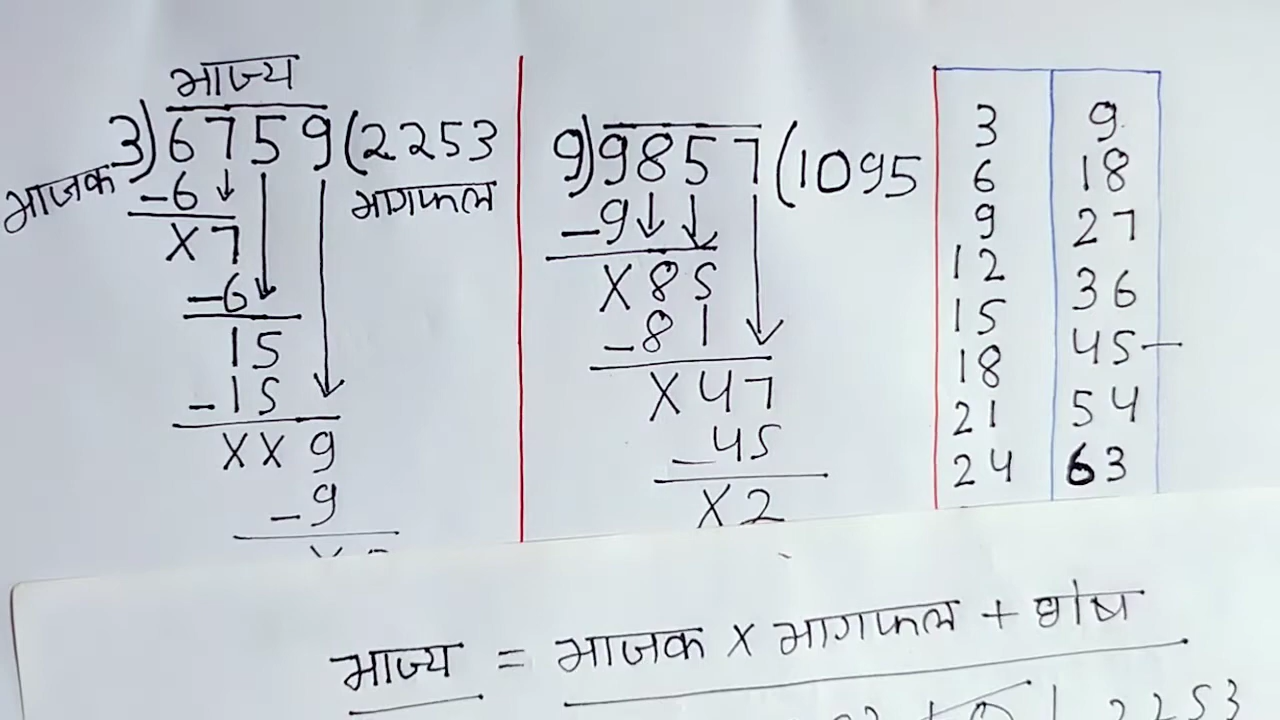 भाज्य
3)6759(2253
भाजक
भागफल
-6
x7
-6
15
-15
xx9
-9
9)9857(1095
-9
x85
-81
x47
-45
x2
3 9
6 18
9 27
12 36
15 45
18 54
21 63
24
भाज्य = भाजक x भागफल + शेष
2253